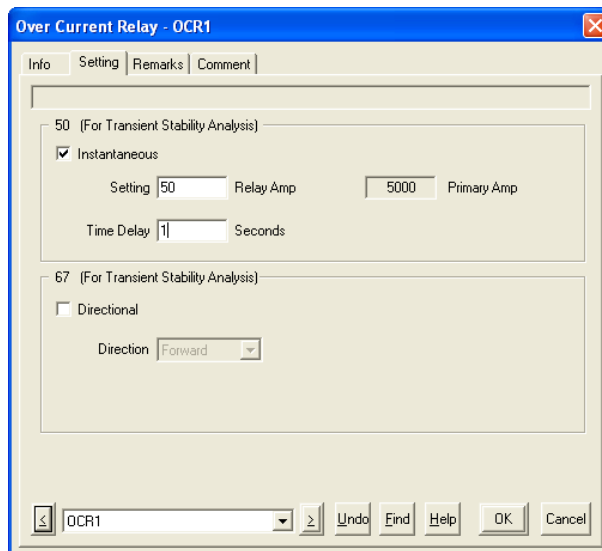 Over Current Relay - OCR1
Info Setting Remarks Comment
50 (For Transient Stability Analysis)
Instantaneous
Setting 50 Relay Amp 5000 Primary Amp
Time Delay 1 Seconds
67 (For Transient Stability Analysis)
Directional
Direction Forward
< OCR1 > Undo Find Help OK Cancel